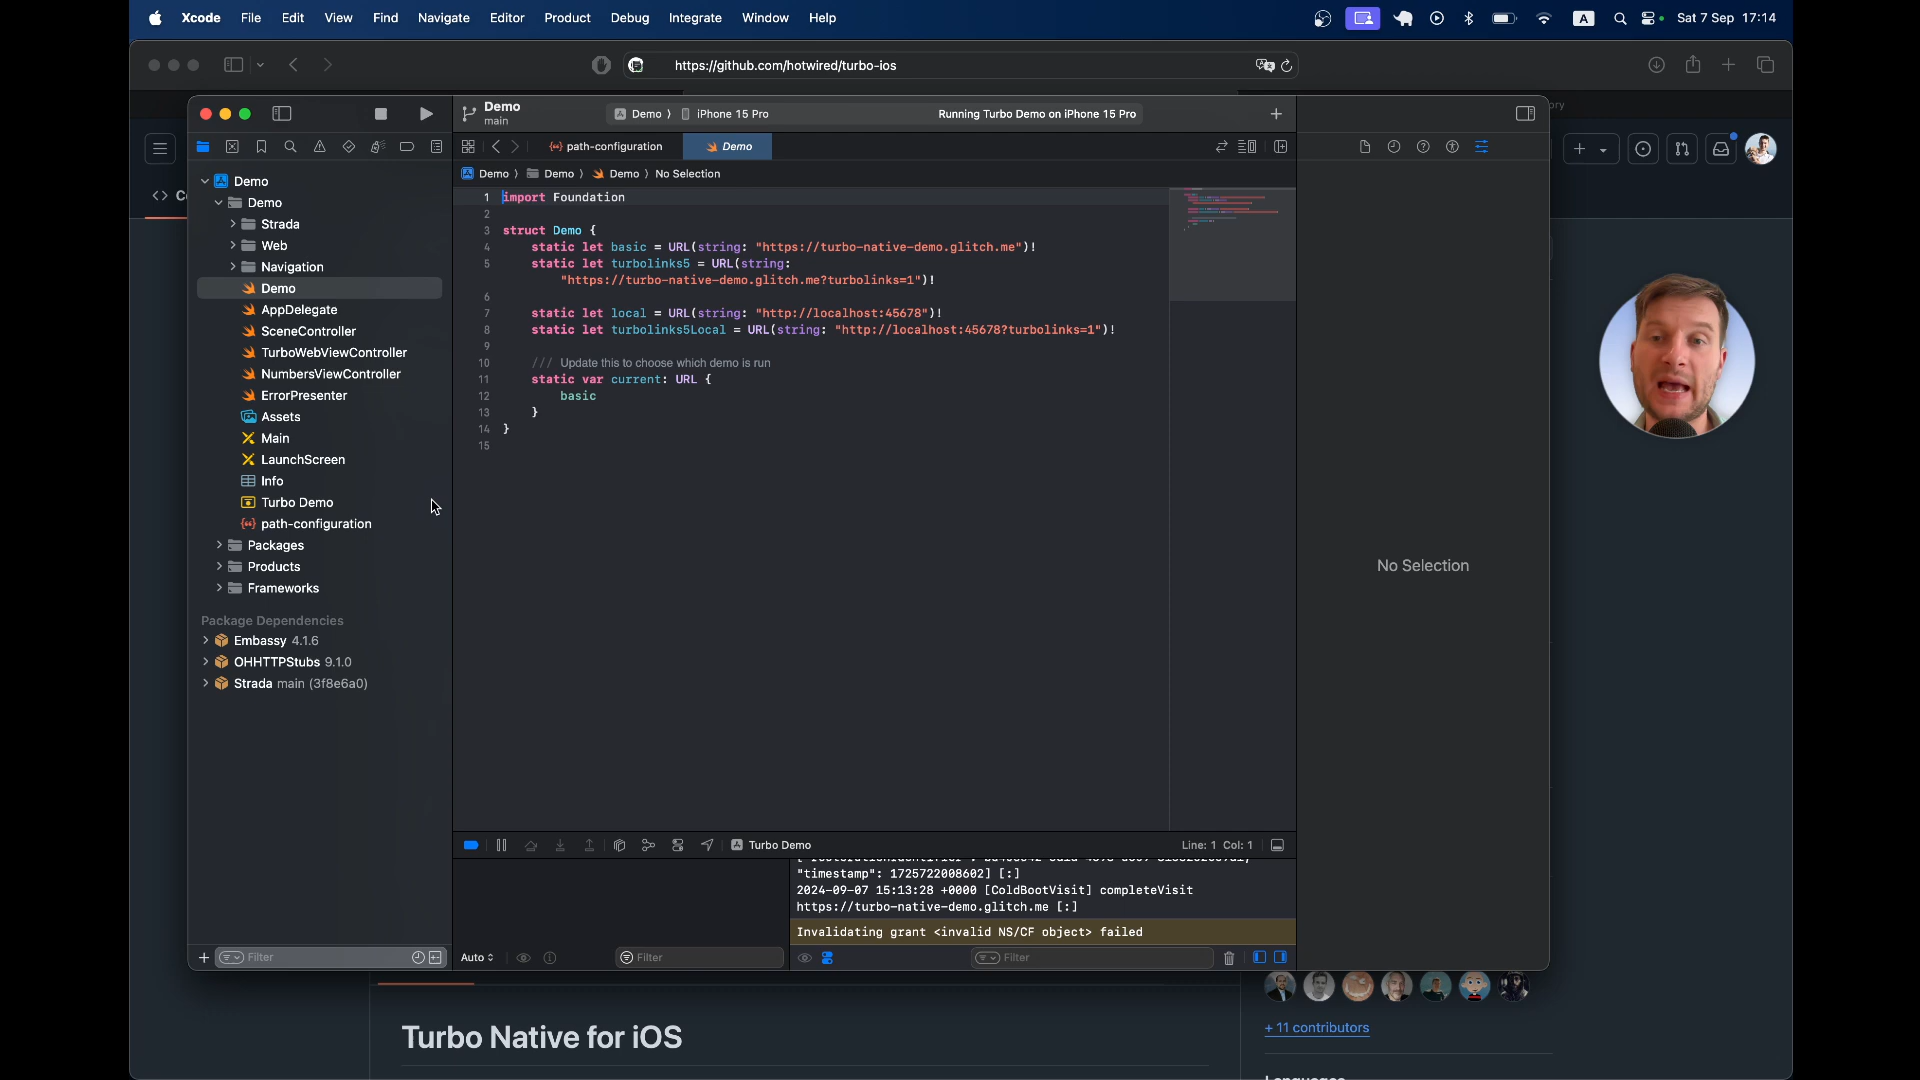 Xcode File Edit View Find Navigate Editor Product Debug Integrate Window Help
A Sat 7 Sep 17:14
https://github.com/hotwired/turbo-ios
Demo
main
Demo ⟩ iPhone 15 Pro
Running Turbo Demo on iPhone 15 Pro
path-configuration
Demo
Demo ⟩ Demo ⟩ Demo ⟩ No Selection
Demo
Demo
Strada
Web
Navigation
Demo
AppDelegate
SceneController
TurboWebViewController
NumbersViewController
ErrorPresenter
Assets
Main
LaunchScreen
Info
Turbo Demo
path-configuration
Packages
Products
Frameworks
Package Dependencies
Embassy 4.1.6
OHHTTPStubs 9.1.0
Strada main (3f8e6a0)
Filter
1 import Foundation
2
3 struct Demo {
4 static let basic = URL(string: "https://turbo-native-demo.glitch.me")!
5 static let turbolinks5 = URL(string:
"https://turbo-native-demo.glitch.me?turbolinks=1")!
6
7 static let local = URL(string: "http://localhost:45678")!
8 static let turbolinks5Local = URL(string: "http://localhost:45678?turbolinks=1")!
9
10 /// Update this to choose which demo is run
11 static var current: URL {
12 basic
13 }
14 }
15
No Selection
Turbo Demo
Line: 1 Col: 1
"timestamp": 1725722008602] [:]
2024-09-07 15:13:28 +0000 [ColdBootVisit] completeVisit
https://turbo-native-demo.glitch.me [:]
Invalidating grant <invalid NS/CF object> failed
Auto
Filter
Filter
Turbo Native for iOS
+ 11 contributors